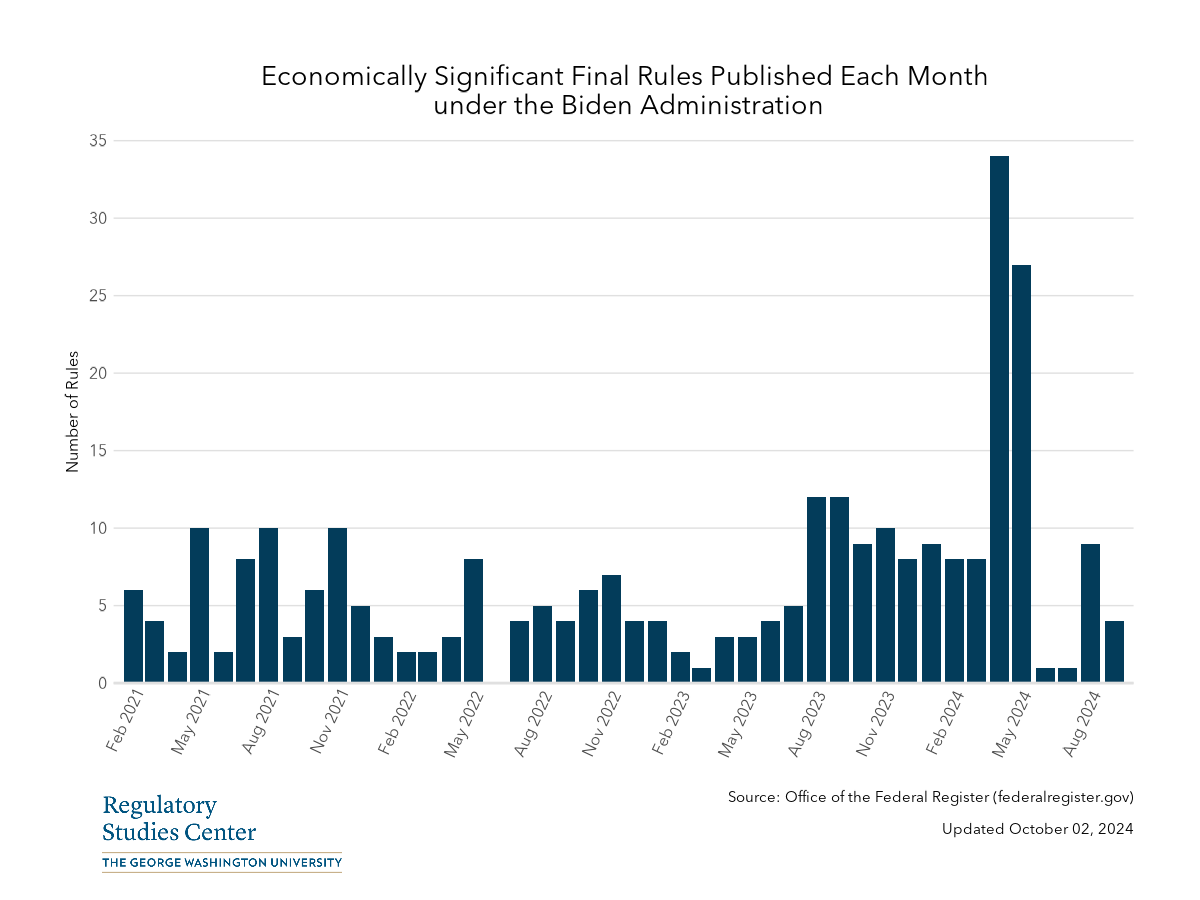 Economically Significant Final Rules Published Each Month
under the Biden Administration
Number of Rules
35
30
25
20
15
10
5
0
Feb 2021
May 2021
Aug 2021
Nov 2021
Feb 2022
May 2022
Aug 2022
Nov 2022
Feb 2023
May 2023
Aug 2023
Nov 2023
Feb 2024
May 2024
Aug 2024
Regulatory
Studies Center
THE GEORGE WASHINGTON UNIVERSITY
Source: Office of the Federal Register (federalregister.gov)
Updated October 02, 2024